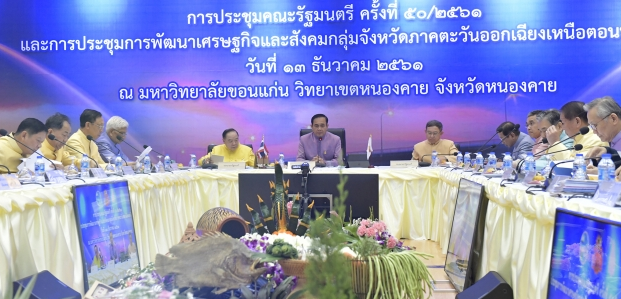 การประชุมคณะรัฐมนตรี ครั้งที่ ๕๐/๒๕๖๑
และการประชุมการพัฒนาเศรษฐกิจและสังคมกลุ่มจังหวัดภาคตะวันออกเฉียงเหนือตอน
วันที่ ๑๓ ธันวาคม ๒๕๖๑
ณ มหาวิทยาลัยขอนแก่น วิทยาเขตหนองคาย จังหวัดหนองคาย